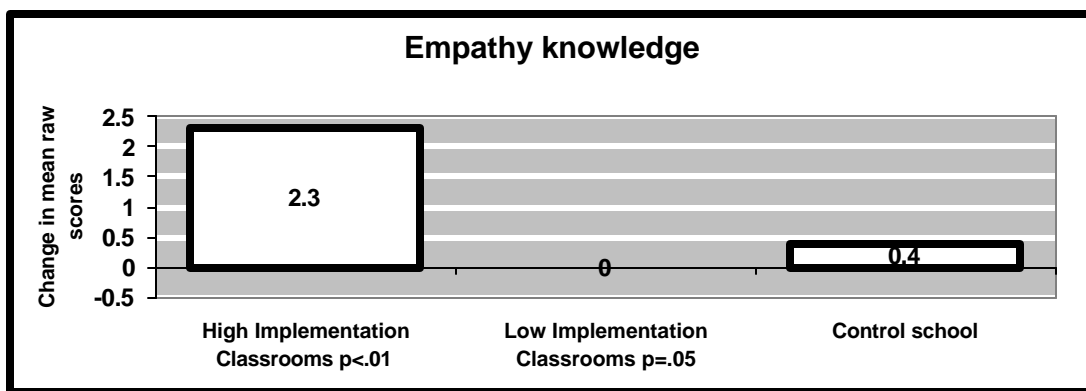 Empathy knowledge
Change in mean raw
scores
2.5
2
1.5
1
0.5
0
-0.5
2.3
0
0.4
High Implementation
Classrooms p<.01
Low Implementation
Classrooms p=.05
Control school